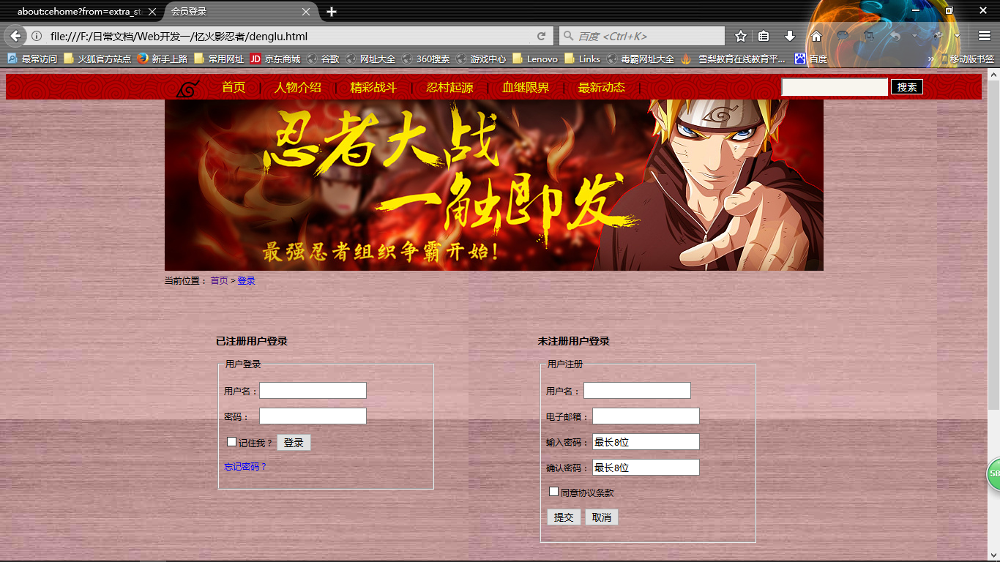 about:cehome?from=extra_st
会员登录
file:///F:/日常文档/Web开发一/忆火影忍者/denglu.html
百度 <Ctrl+K>
最常访问 火狐官方站点 新手上路 常用网址 JD 京东商城 谷歌 网址大全 360搜索 游戏中心 Lenovo Links 毒霸网址大全 雪梨教育在线教育平... 百度 » 移动版书签
首页 | 人物介绍 | 精彩战斗 | 忍村起源 | 血继限界 | 最新动态 | 搜索
忍者大战
一触即发
最强忍者组织争霸开始!
当前位置： 首页 > 登录
已注册用户登录
用户登录
用户名：
密码：
记住我？ 登录
忘记密码？
未注册用户登录
用户注册
用户名：
电子邮箱：
输入密码： 最长8位
确认密码： 最长8位
同意协议条款
提交 取消
58